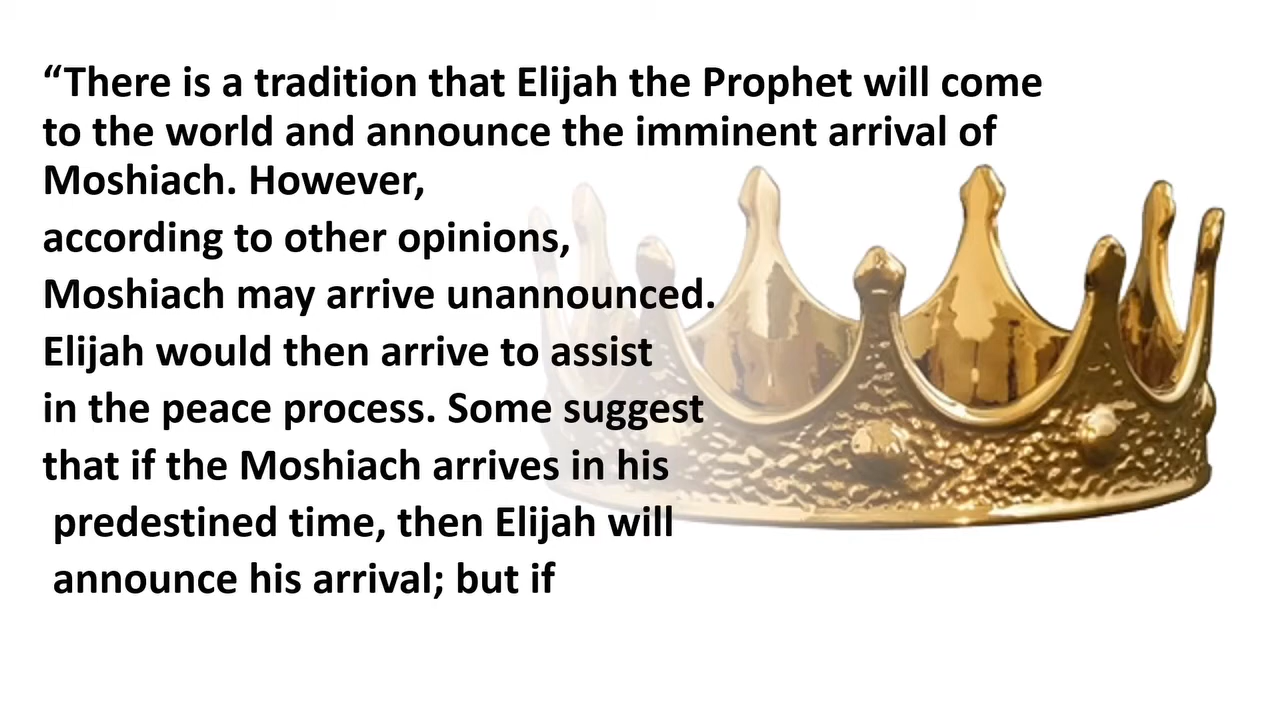 “There is a tradition that Elijah the Prophet will come
to the world and announce the imminent arrival of
Moshiach. However,
according to other opinions,
Moshiach may arrive unannounced.
Elijah would then arrive to assist
in the peace process. Some suggest
that if the Moshiach arrives in his
predestined time, then Elijah will
announce his arrival; but if